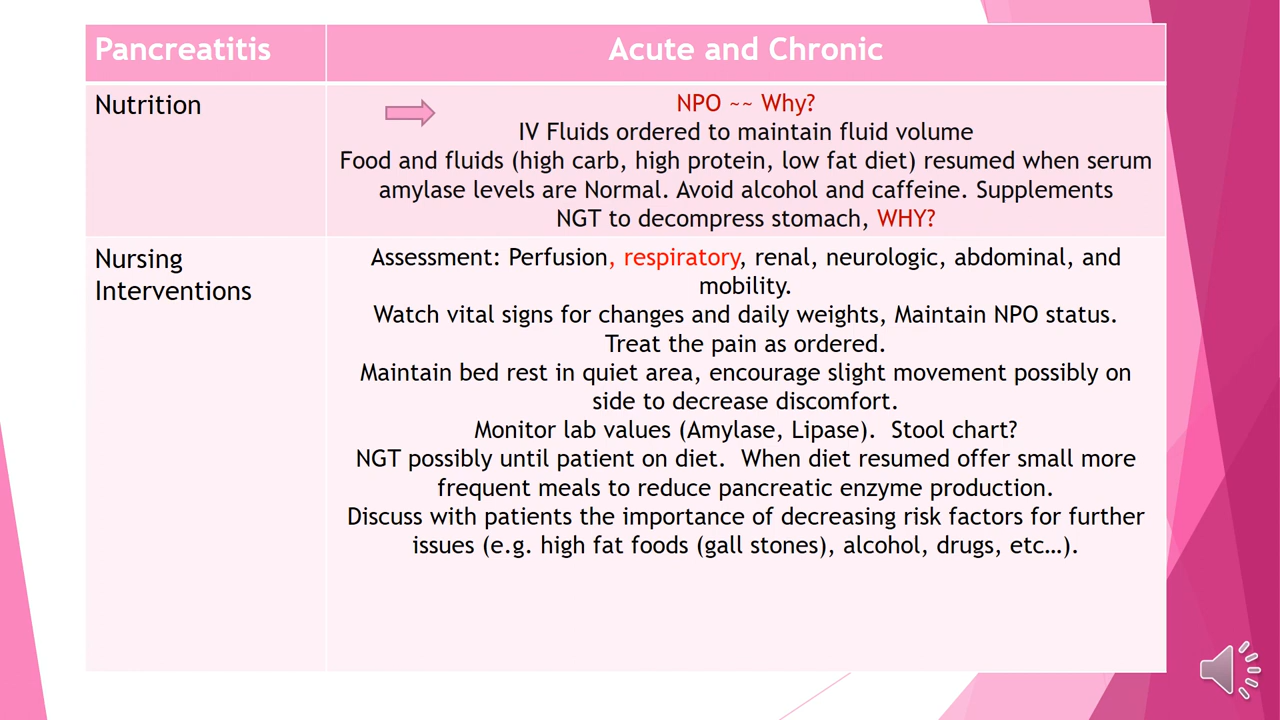 Pancreatitis
Acute and Chronic
Nutrition
NPO ~~ Why?
IV Fluids ordered to maintain fluid volume
Food and fluids (high carb, high protein, low fat diet) resumed when serum
amylase levels are Normal. Avoid alcohol and caffeine. Supplements
NGT to decompress stomach, WHY?
Nursing
Interventions
Assessment: Perfusion, respiratory, renal, neurologic, abdominal, and
mobility.
Watch vital signs for changes and daily weights, Maintain NPO status.
Treat the pain as ordered.
Maintain bed rest in quiet area, encourage slight movement possibly on
side to decrease discomfort.
Monitor lab values (Amylase, Lipase).  Stool chart?
NGT possibly until patient on diet.  When diet resumed offer small more
frequent meals to reduce pancreatic enzyme production.
Discuss with patients the importance of decreasing risk factors for further
issues (e.g. high fat foods (gall stones), alcohol, drugs, etc…).